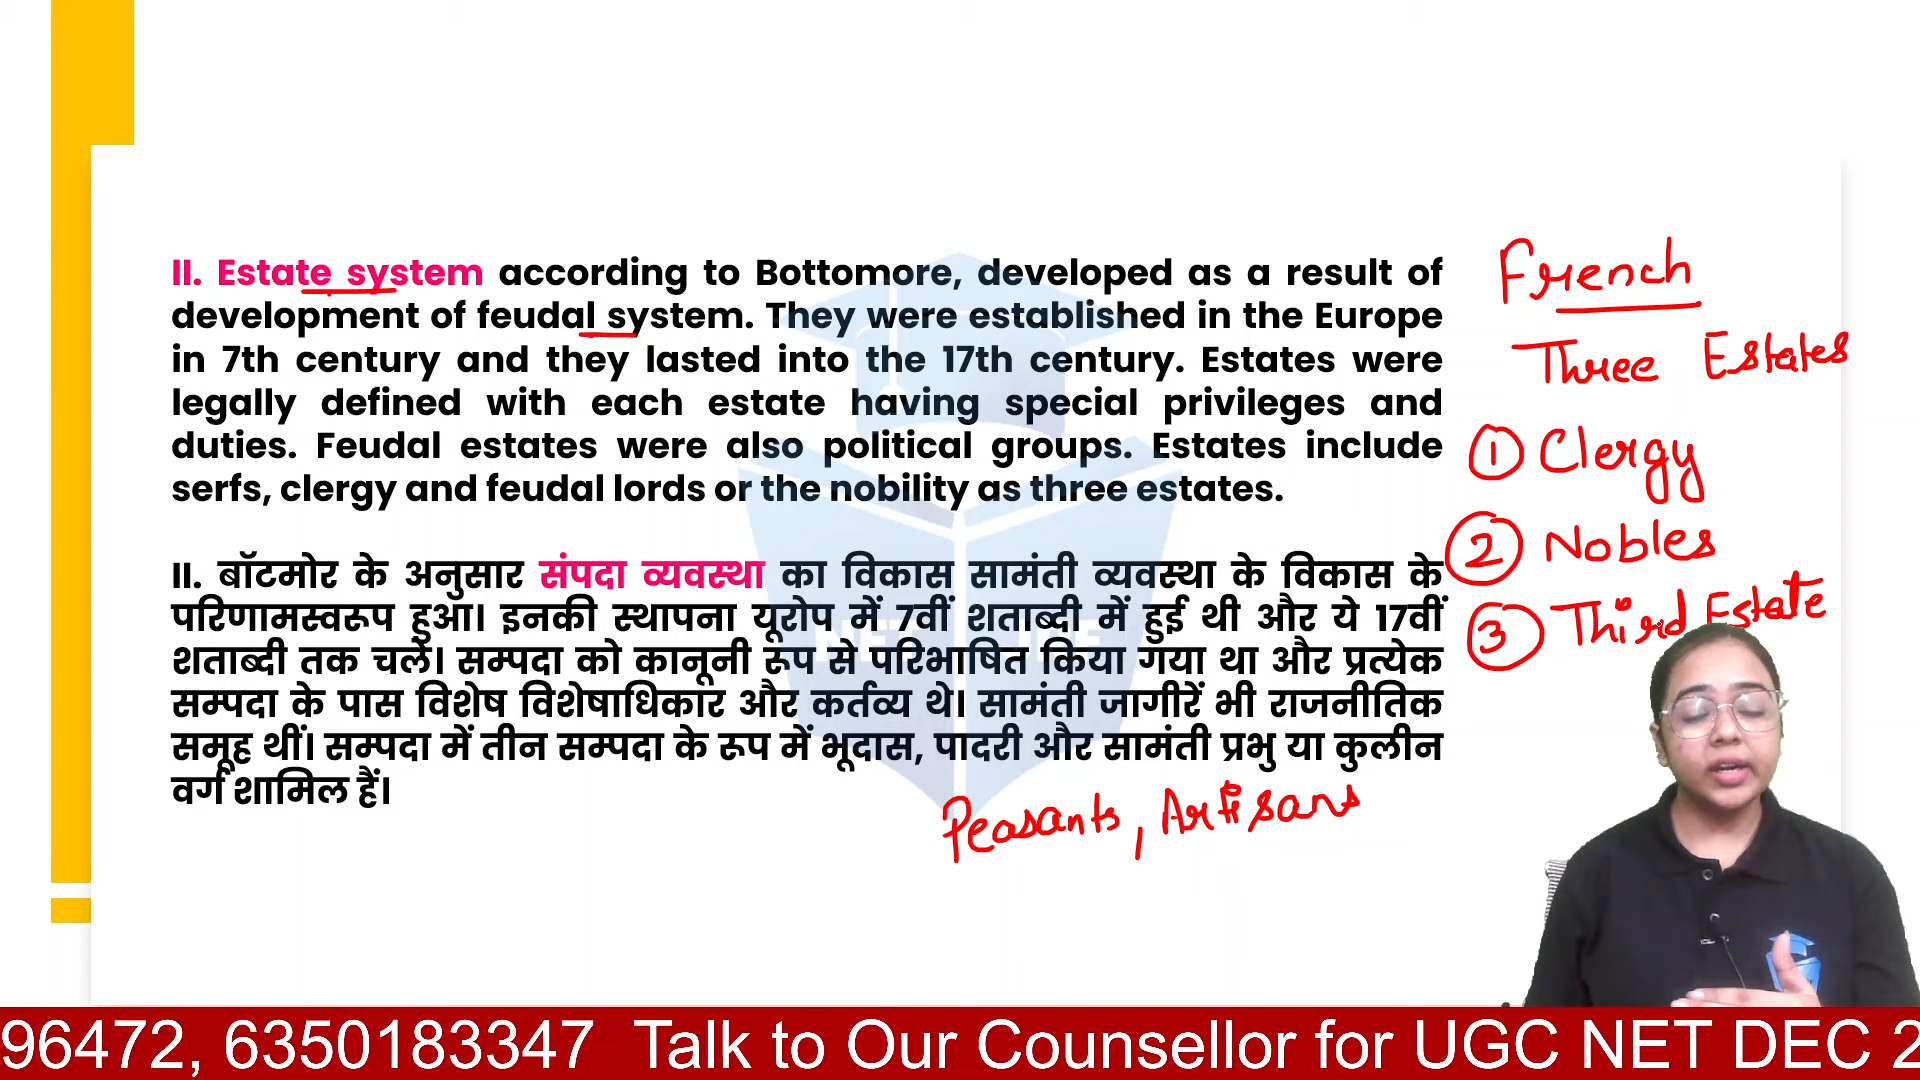 II. Estate system according to Bottomore, developed as a result of
development of feudal system. They were established in the Europe
in 7th century and they lasted into the 17th century. Estates were
legally defined with each estate having special privileges and
duties. Feudal estates were also political groups. Estates include
serfs, clergy and feudal lords or the nobility as three estates.
II. बॉटमोर के अनुसार संपदा व्यवस्था का विकास सामंती व्यवस्था के विकास के
परिणामस्वरूप हुआ। इनकी स्थापना यूरोप में 7वीं शताब्दी में हुई थी और ये 17वीं
शताब्दी तक चले। सम्पदा को कानूनी रूप से परिभाषित किया गया था और प्रत्येक
सम्पदा के पास विशेष विशेषाधिकार और कर्तव्य थे। सामंती जागीरें भी राजनीतिक
समूह थीं। सम्पदा में तीन सम्पदा के रूप में भूदास, पादरी और सामंती प्रभु या कुलीन
वर्ग शामिल हैं।
Peasants, Artisans
French
Three Estates
1 Clergy
2 Nobles
3 Third Estate
96472, 6350183347 Talk to Our Counsellor for UGC NET DEC 2